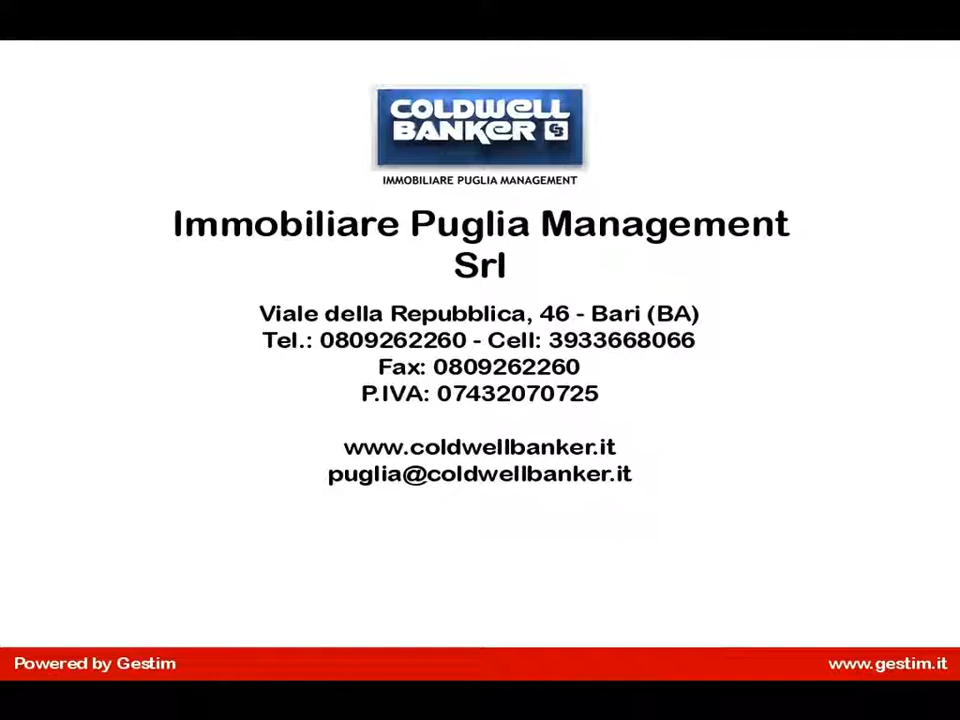 COLDWELL
BANKER CB
IMMOBILIARE PUGLIA MANAGEMENT
Immobiliare Puglia Management
Srl
Viale della Repubblica, 46 - Bari (BA)
Tel.: 0809262260 - Cell: 3933668066
Fax: 0809262260
P.IVA: 07432070725
www.coldwellbanker.it
puglia@coldwellbanker.it
Powered by Gestim
www.gestim.it